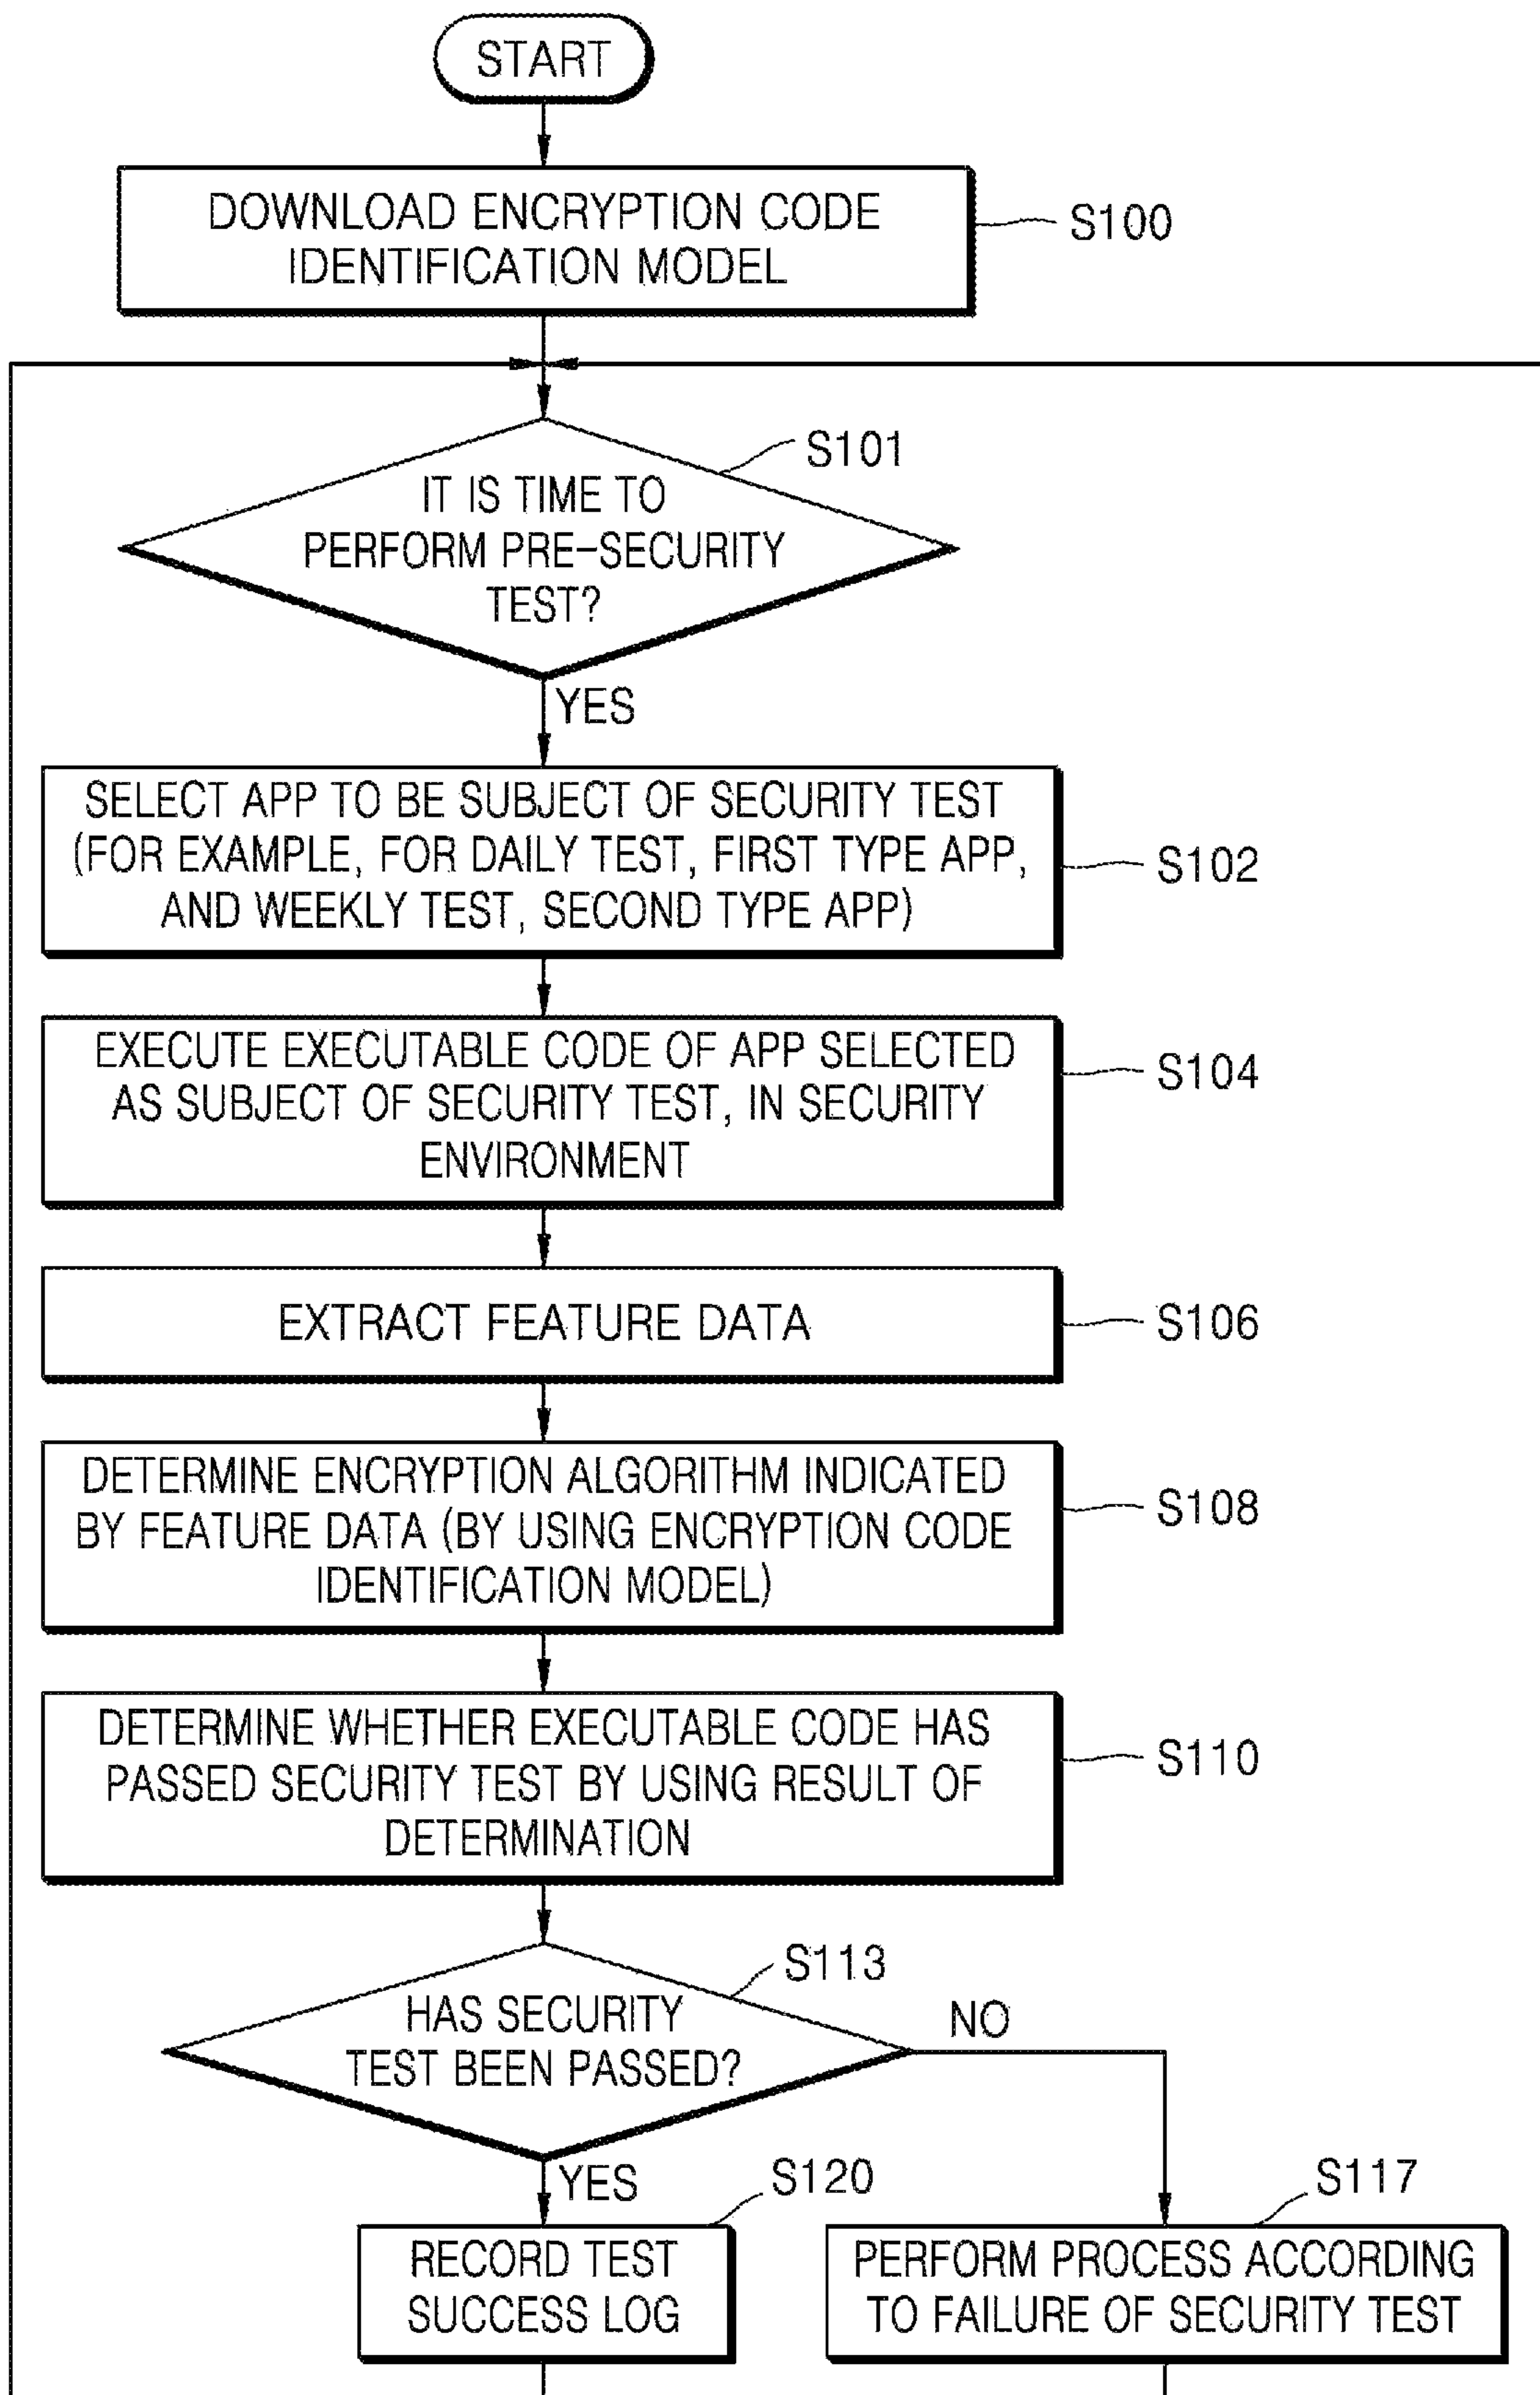 START
DOWNLOAD ENCRYPTION CODE
IDENTIFICATION MODEL
S100
S101
IT IS TIME TO
PERFORM PRE-SECURITY
TEST?
YES
SELECT APP TO BE SUBJECT OF SECURITY TEST
(FOR EXAMPLE, FOR DAILY TEST, FIRST TYPE APP,
AND WEEKLY TEST, SECOND TYPE APP)
S102
EXECUTE EXECUTABLE CODE OF APP SELECTED
AS SUBJECT OF SECURITY TEST, IN SECURITY
ENVIRONMENT
S104
EXTRACT FEATURE DATA
S106
DETERMINE ENCRYPTION ALGORITHM INDICATED
BY FEATURE DATA (BY USING ENCRYPTION CODE
IDENTIFICATION MODEL)
S108
DETERMINE WHETHER EXECUTABLE CODE HAS
PASSED SECURITY TEST BY USING RESULT OF
DETERMINATION
S110
S113
HAS SECURITY
TEST BEEN PASSED?
NO
YES
S120
RECORD TEST
SUCCESS LOG
S117
PERFORM PROCESS ACCORDING
TO FAILURE OF SECURITY TEST